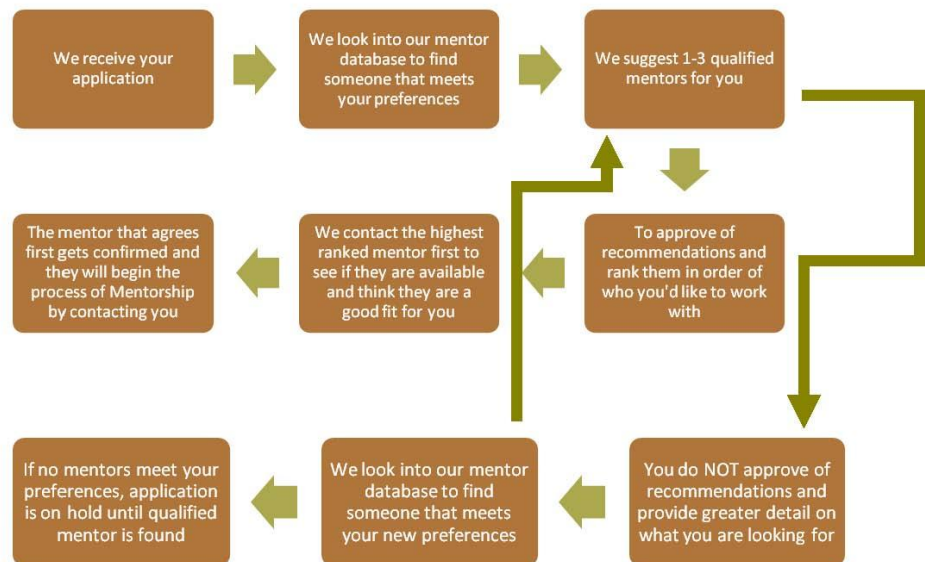 We receive your
application
We look into our mentor
database to find
someone that meets
your preferences
We suggest 1-3 qualified
mentors for you
The mentor that agrees
first gets confirmed and
they will begin the
process of Mentorship
by contacting you
We contact the highest
ranked mentor first to
see if they are available
and think they are a
good fit for you
To approve of
recommendations and
rank them in order of
who you'd like to work
with
If no mentors meet your
preferences, application
is on hold until qualified
mentor is found
We look into our mentor
database to find
someone that meets
your new preferences
You do NOT approve of
recommendations and
provide greater detail on
what you are looking for